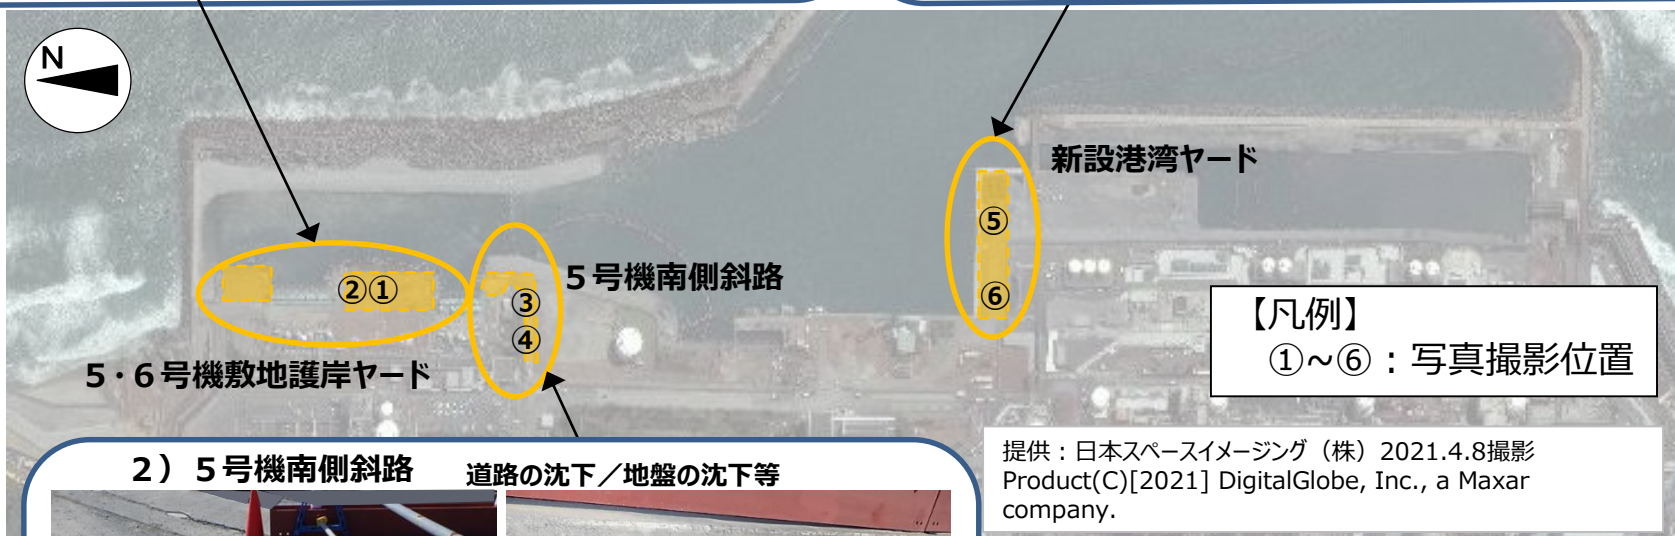 N
新設港湾ヤード
⑤
５号機南側斜路
②①
③
⑥
④
【凡例】
①~⑥：写真撮影位置
５・６号機敷地護岸ヤード
提供：日本スペースイメージング（株）2021.4.8撮影
Product(C)[2021] DigitalGlobe, Inc., a Maxar
company.
２）５号機南側斜路 道路の沈下／地盤の沈下等